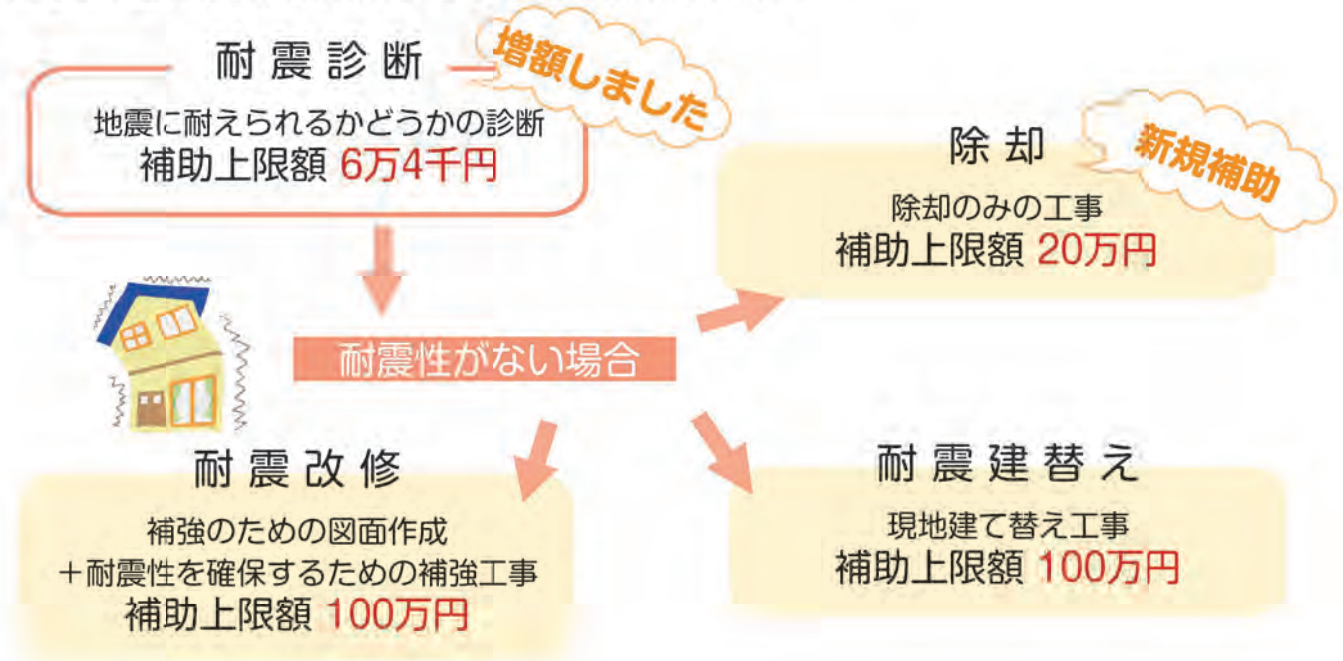 耐震診断
増額しました
地震に耐えられるかどうかの診断
補助上限額 6万4千円
除却
新規補助
除却のみの工事
補助上限額 20万円
耐震性がない場合
耐震改修
補強のための図面作成
＋耐震性を確保するための補強工事
補助上限額 100万円
耐震建替え
現地建て替え工事
補助上限額 100万円